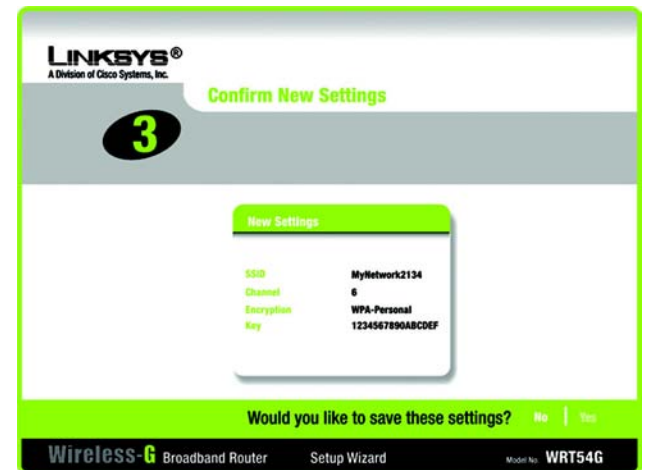 LINKSYS®
A Division of Cisco Systems, Inc.
Confirm New Settings
3
New Settings
SSID MyNetwork2134
Channel 6
Encryption WPA-Personal
Key 1234567890ABCDEF
Would you like to save these settings? No Yes
Wireless-G Broadband Router Setup Wizard Model No. WRT54G